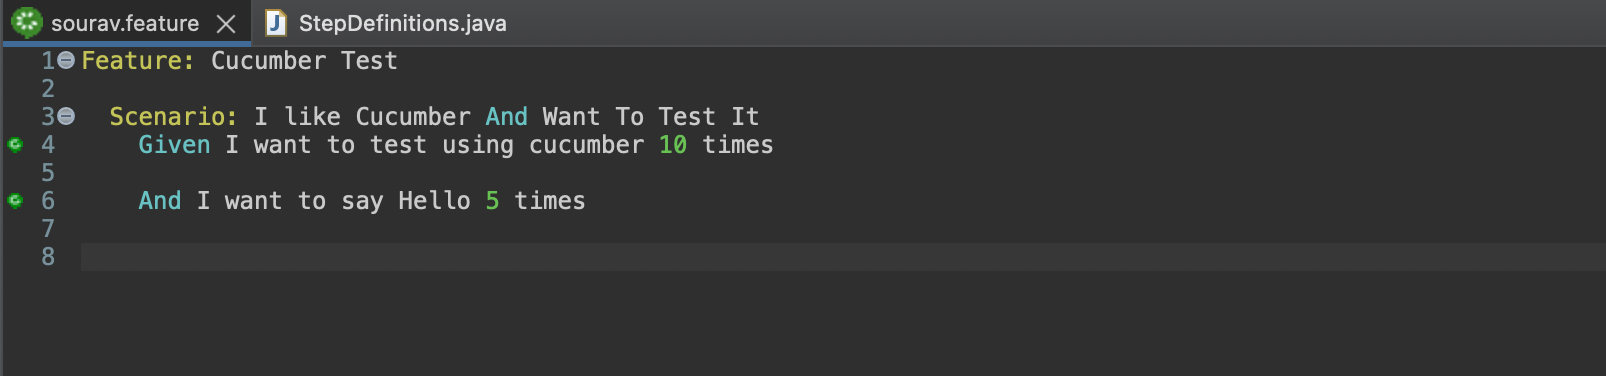 sourav.feature StepDefinitions.java
1 Feature: Cucumber Test
2
3 Scenario: I like Cucumber And Want To Test It
4 Given I want to test using cucumber 10 times
5
6 And I want to say Hello 5 times
7
8